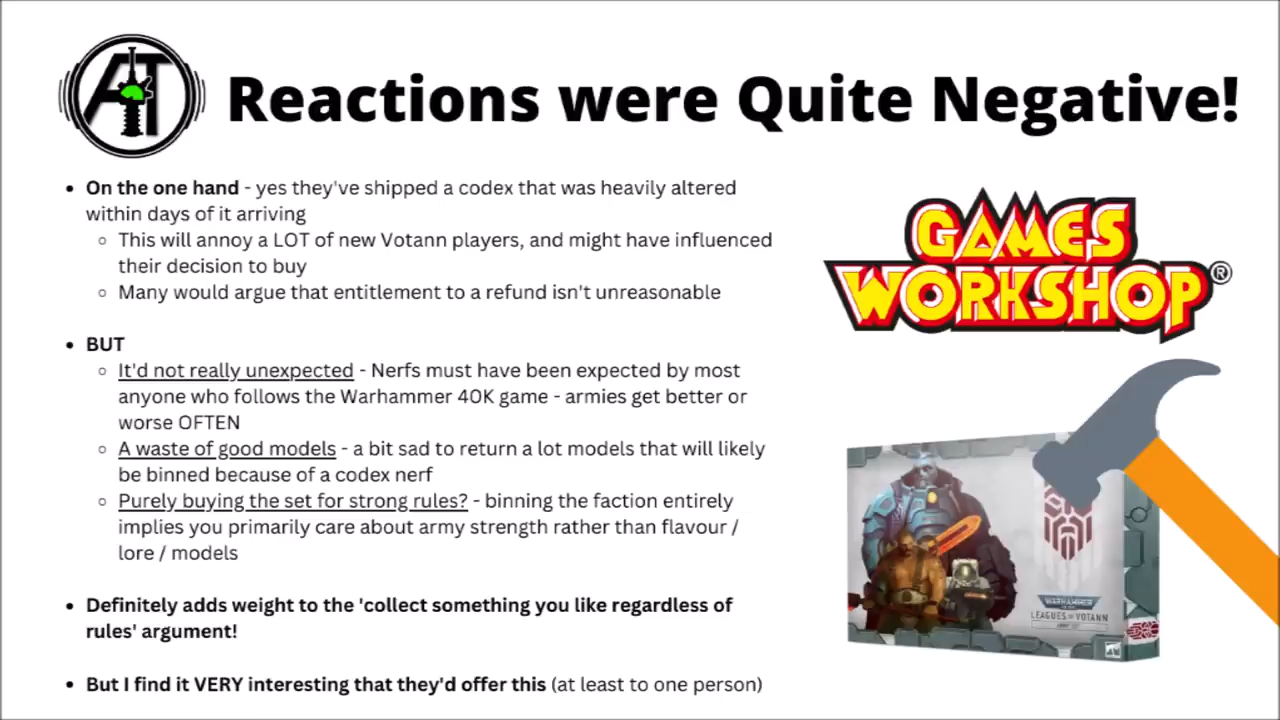 AT
Reactions were Quite Negative!
• On the one hand - yes they've shipped a codex that was heavily altered
within days of it arriving
◦ This will annoy a LOT of new Votann players, and might have influenced
their decision to buy
◦ Many would argue that entitlement to a refund isn't unreasonable
• BUT
◦ It'd not really unexpected - Nerfs must have been expected by most
anyone who follows the Warhammer 40K game - armies get better or
worse OFTEN
◦ A waste of good models - a bit sad to return a lot models that will likely
be binned because of a codex nerf
◦ Purely buying the set for strong rules? - binning the faction entirely
implies you primarily care about army strength rather than flavour /
lore / models
• Definitely adds weight to the 'collect something you like regardless of
rules' argument!
• But I find it VERY interesting that they'd offer this (at least to one person)
GAMES
WORKSHOP®
WARHAMMER
LEAGUES OF VOTANN